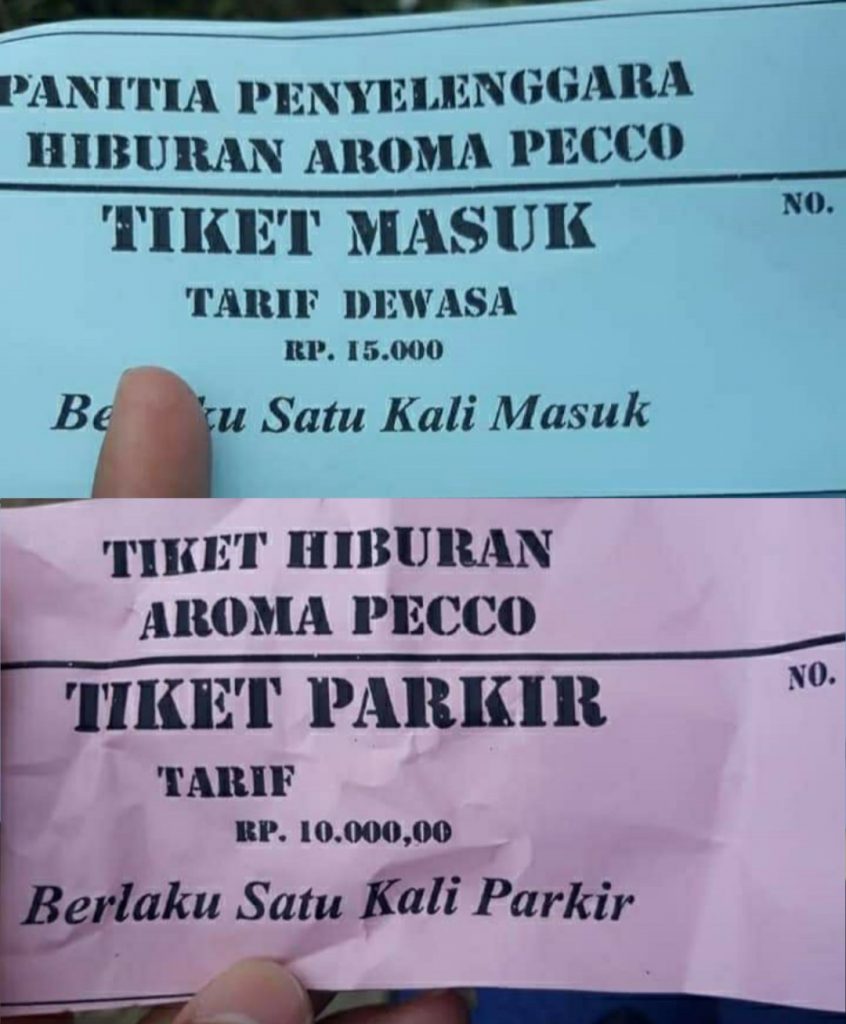 PANITIA PENYELENGGARA
HIBURAN AROMA PECCO
TIKET MASUK
NO.
TARIF DEWASA
RP. 15.000
Satu Kali Masuk
TIKET HIBURAN
AROMA PECCO
TIKET PARKIR
NO.
TARIF
RP. 10.000,00
Berlaku Satu Kali Parkir